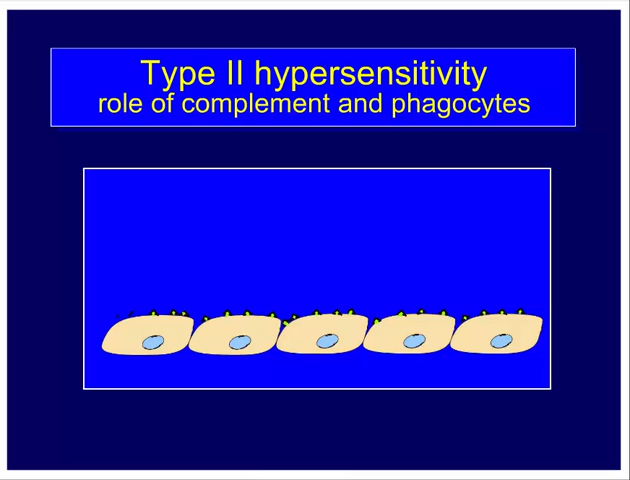 Type II hypersensitivity
role of complement and phagocytes